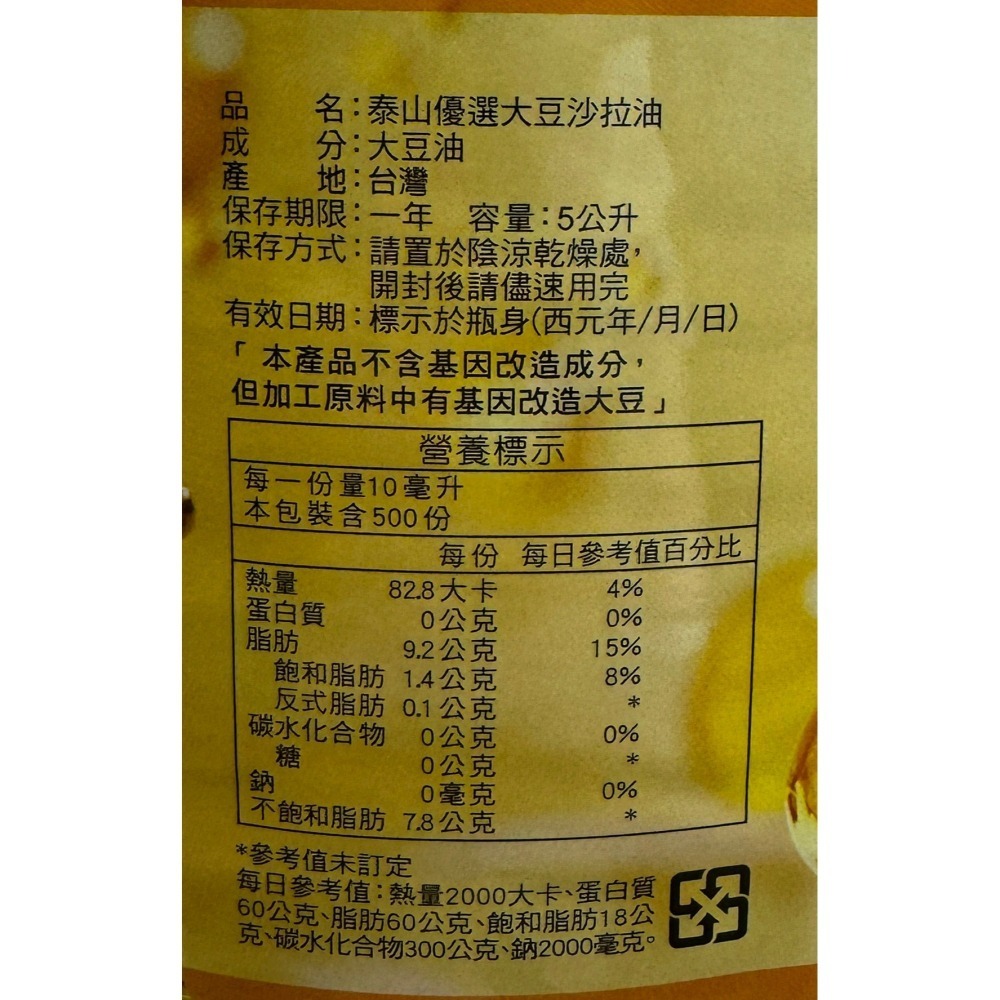 品 名：泰山優選大豆沙拉油
成 分：大豆油
產 地：台灣
保存期限：一年 容量：5公升
保存方式：請置於陰涼乾燥處，
開封後請儘速用完
有效日期：標示於瓶身(西元年/月/日)
「本產品不含基因改造成分，
但加工原料中有基因改造大豆」
營養標示
每一份量10毫升
本包裝含500份
每份 每日參考值百分比
熱量 82.8大卡 4%
蛋白質 0公克 0%
脂肪 9.2公克 15%
飽和脂肪 1.4公克 8%
反式脂肪 0.1公克 *
碳水化合物 0公克 0%
糖 0公克 *
鈉 0毫克 0%
不飽和脂肪 7.8公克 *
*參考值未訂定
每日參考值：熱量2000大卡、蛋白質
60公克、脂肪60公克、飽和脂肪18公
克、碳水化合物300公克、鈉2000毫克。